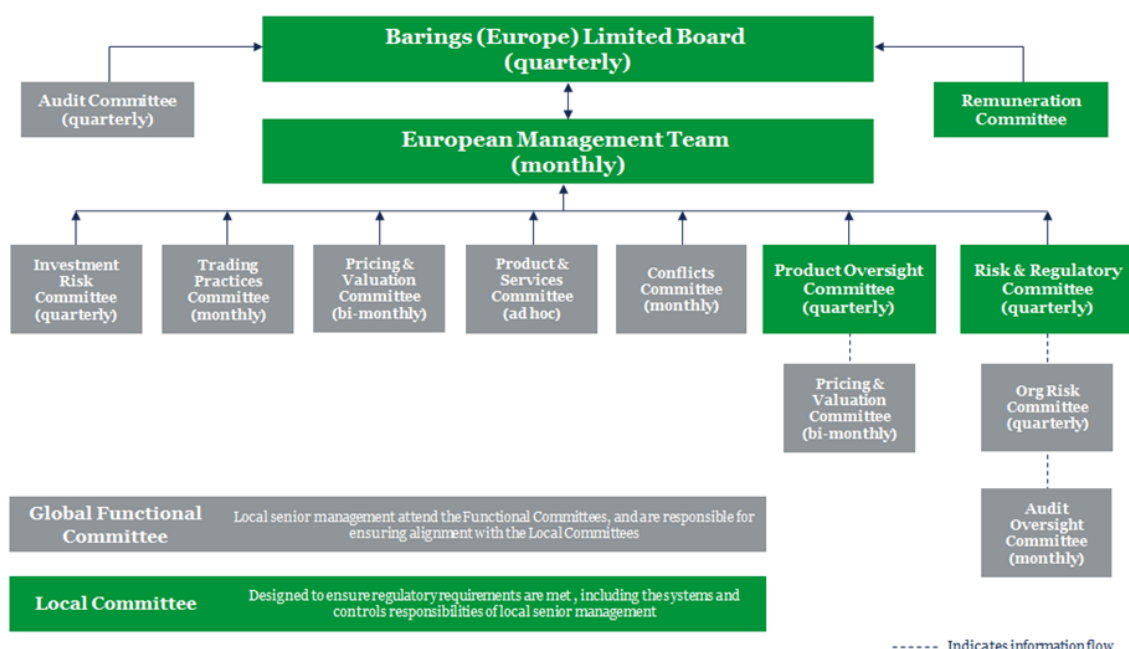 Barings (Europe) Limited Board
(quarterly)
Audit Committee
(quarterly)
Remuneration
Committee
European Management Team
(monthly)
Investment
Risk
Committee
(quarterly)
Trading
Practices
Committee
(monthly)
Pricing &
Valuation
Committee
(bi-monthly)
Product &
Services
Committee
(ad hoc)
Conflicts
Committee
(monthly)
Product Oversight
Committee
(quarterly)
Risk & Regulatory
Committee
(quarterly)
Pricing &
Valuation
Committee
(bi-monthly)
Org Risk
Committee
(quarterly)
Audit
Oversight
Committee
(monthly)
Global Functional
Committee
Local senior management attend the Functional Committees, and are responsible for
ensuring alignment with the Local Committees
Local Committee
Designed to ensure regulatory requirements are met , including the systems and
controls responsibilities of local senior management
Indicates information flow